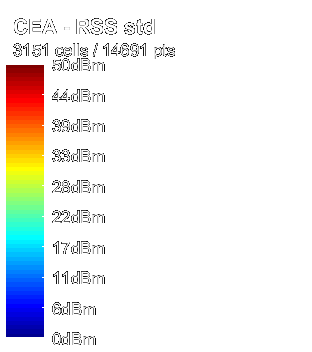 CEA - RSS std
3151 cells / 14691 pts
50dBm
44dBm
39dBm
33dBm
28dBm
22dBm
17dBm
11dBm
6dBm
0dBm